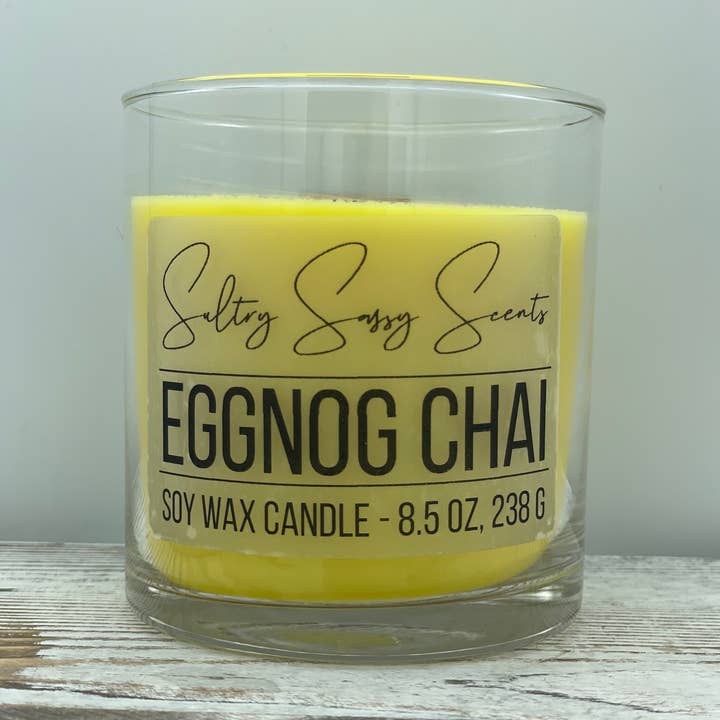 Sultry Sassy Scents
EGGNOG CHAI
SOY WAX CANDLE - 8.5 OZ, 238 G